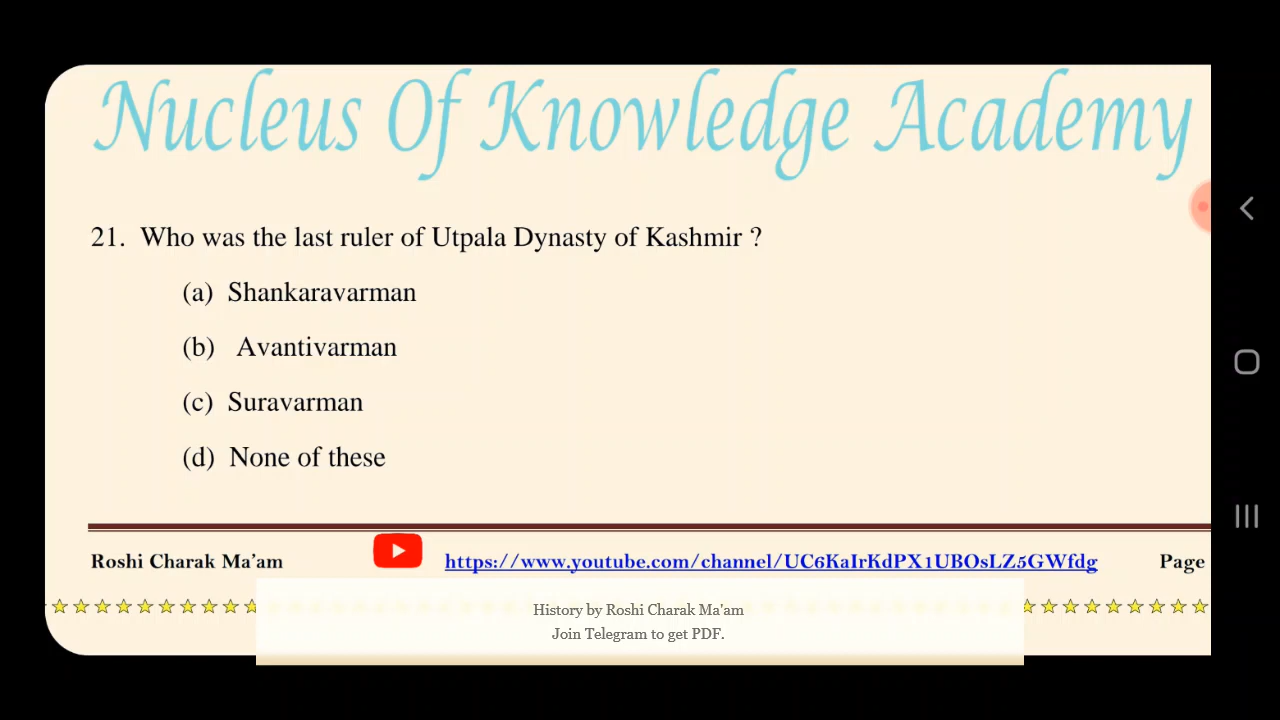 Nucleus Of Knowledge Academy
21. Who was the last ruler of Utpala Dynasty of Kashmir ?
(a) Shankaravarman
(b) Avantivarman
(c) Suravarman
(d) None of these
Roshi Charak Ma'am https://www.youtube.com/channel/UC6KaIrKdPX1UBOsLZ5GWfdg Page
History by Roshi Charak Ma'am
Join Telegram to get PDF.